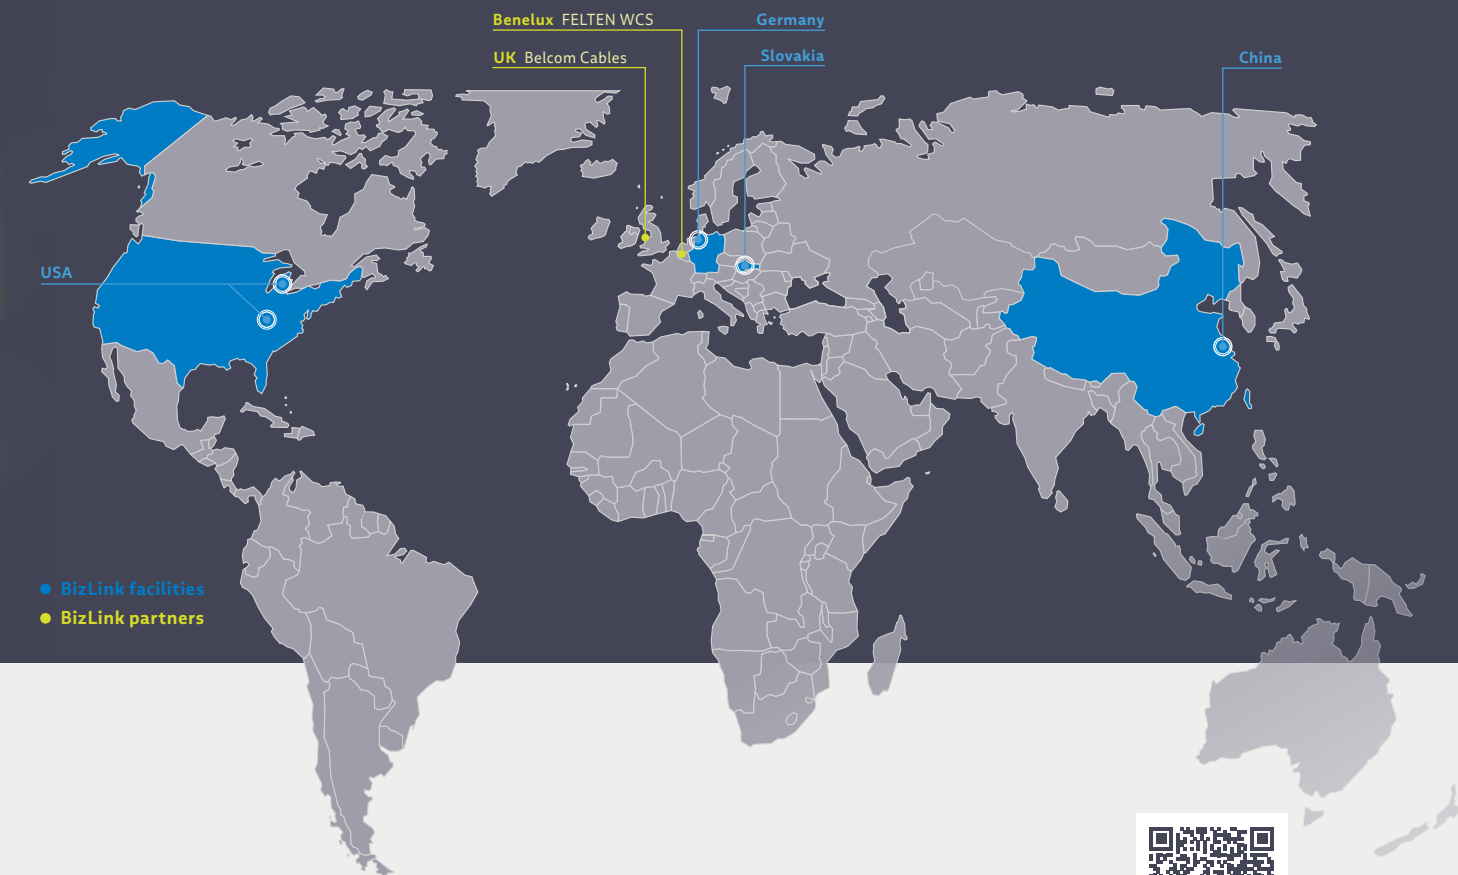 Benelux FELTEN WCS
Germany
UK Belcom Cables
Slovakia
China
USA
BizLink facilities
BizLink partners